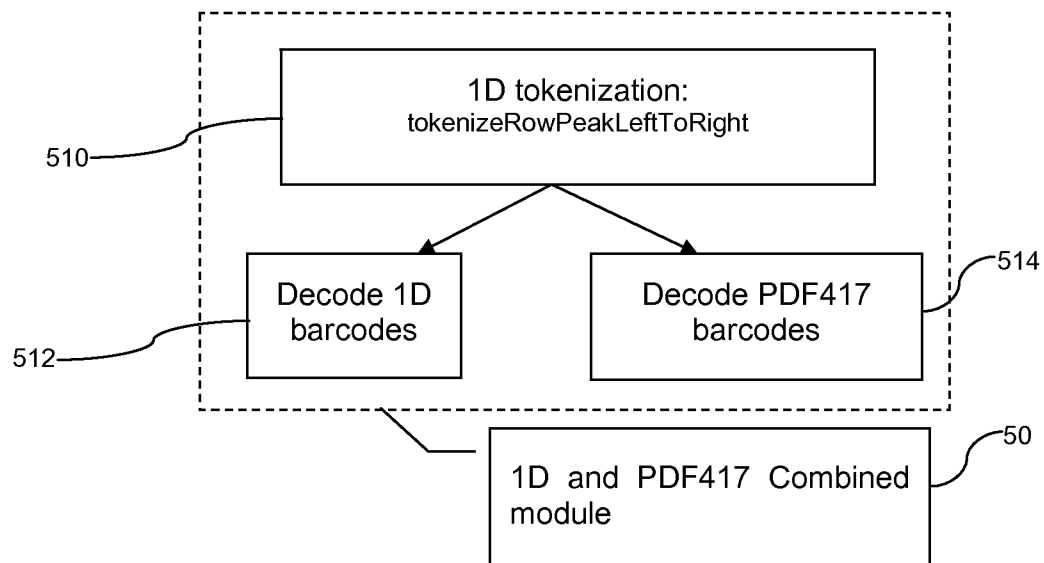 1D tokenization:
tokenizeRowPeakLeftToRight
510
Decode 1D
barcodes
Decode PDF417
barcodes
514
512
50
1D and PDF417 Combined
module